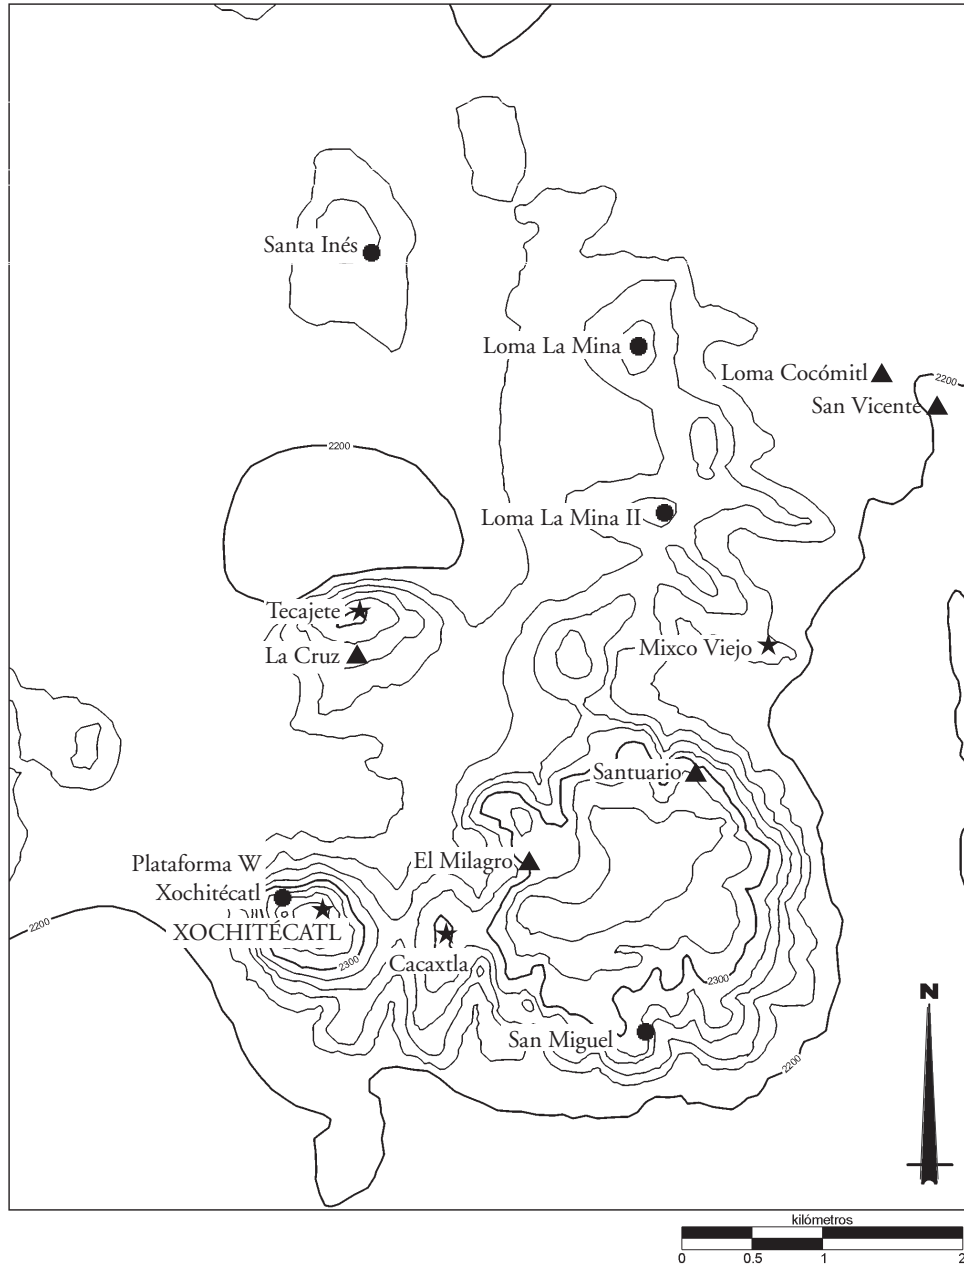 Santa Inés
Loma La Mina
Loma Cocómitl
2200
San Vicente
2200
Loma La Mina II
Tecajete
Mixco Viejo
La Cruz
Santuario
El Milagro
Plataforma W
Xochitécatl
2200
XOCHITÉCATL
Cacaxtla
2300
2300
N
San Miguel
2200
kilómetros
0 0.5 1 2